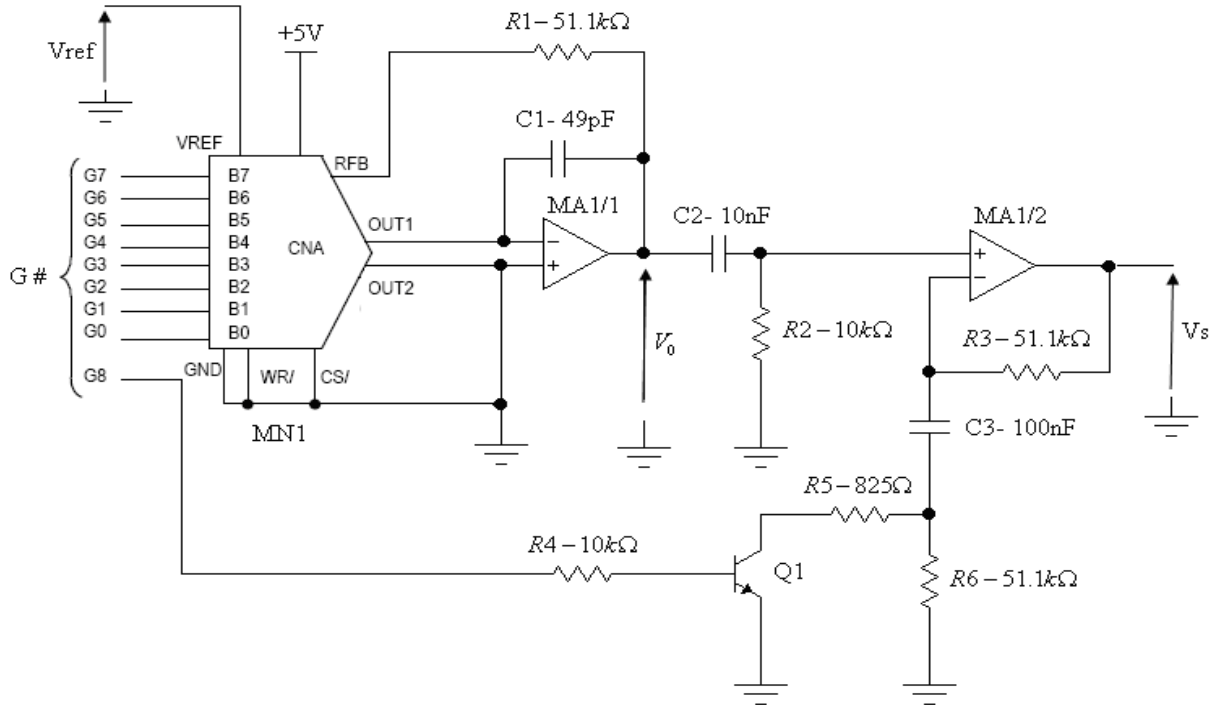 Vref
+5V
R1-51.1kΩ
C1- 49pF
VREF
RFB
G7
B7
G6
B6
G5
B5
G4
B4
G3
B3
G2
B2
G1
B1
G0
B0
G8
G #
CNA
OUT1
OUT2
GND
WR/
CS/
MN1
MA1/1
C2- 10nF
V0
R2-10kΩ
MA1/2
Vs
R3-51.1kΩ
C3- 100nF
R5-825Ω
R4-10kΩ
Q1
R6-51.1kΩ